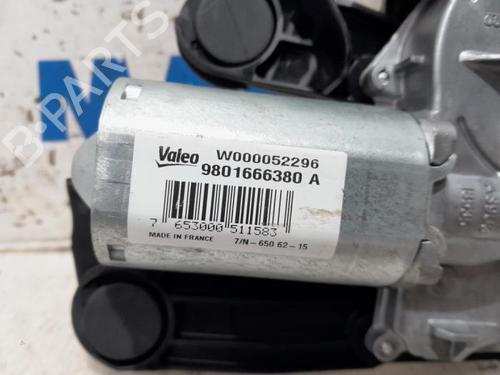 B-PARTS
Valeo W000052296
9801666380 A
7 653000 511583
MADE IN FRANCE 7/N-650 62-15